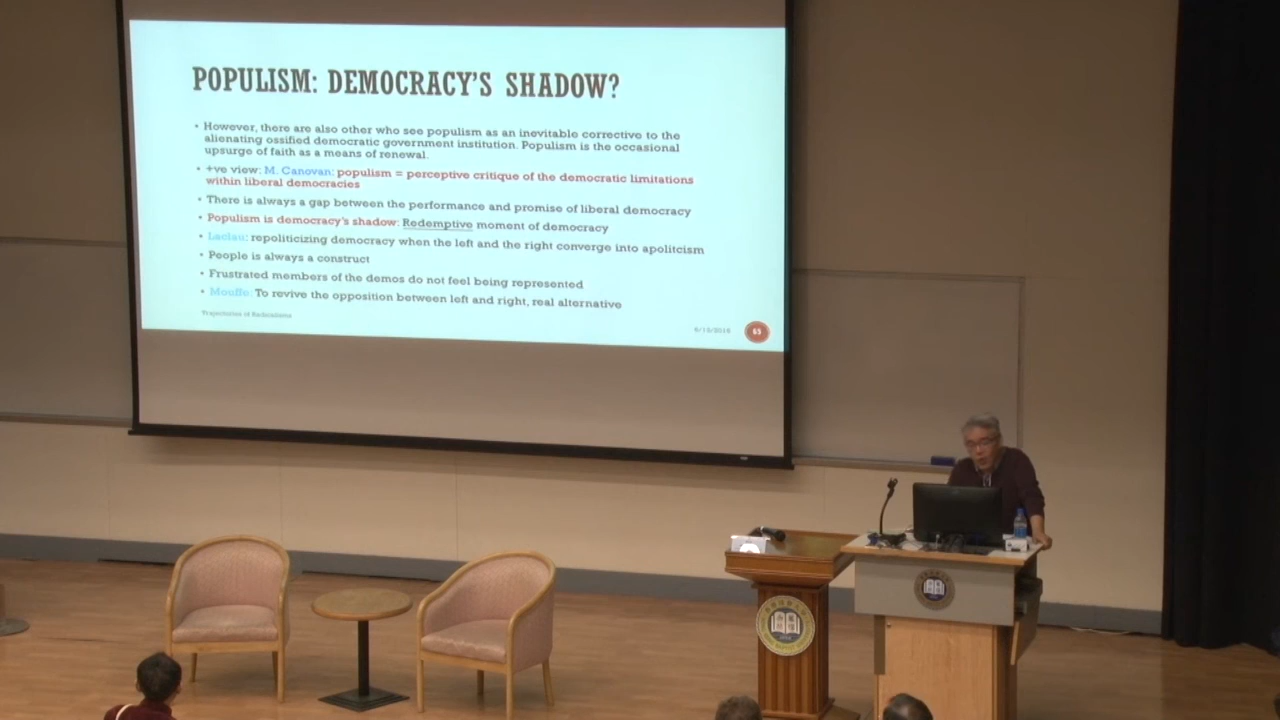 POPULISM: DEMOCRACY'S SHADOW?
• However, there are also other who see populism as an inevitable corrective to the
alienating ossified democratic government institution. Populism is the occasional
upsurge of faith as a means of renewal.
• +ve view: M. Canovan: populism = perceptive critique of the democratic limitations
within liberal democracies
• There is always a gap between the performance and promise of liberal democracy
• Populism is democracy's shadow: Redemptive moment of democracy
• Laclau: repoliticizing democracy when the left and the right converge into apolitcism
• People is always a construct
• Frustrated members of the demos do not feel being represented
• Mouffe: To revive the opposition between left and right, real alternative
Trajectories of Radicalisms
65